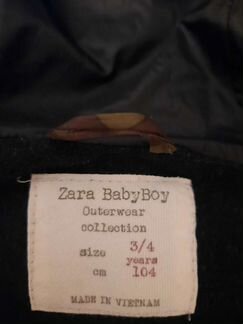 Zara BabyBoy
Outerwear
collection
size 3/4
years
cm 104
MADE IN VIETNAM